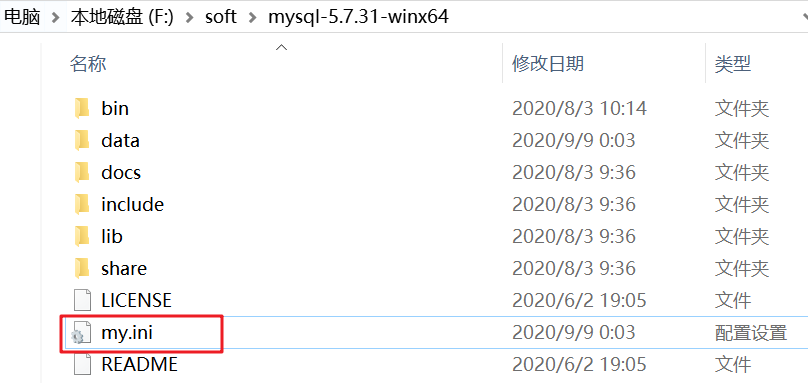 电脑 > 本地磁盘 (F:) > soft > mysql-5.7.31-winx64
名称 修改日期 类型
bin 2020/8/3 10:14 文件夹
data 2020/9/9 0:03 文件夹
docs 2020/8/3 9:36 文件夹
include 2020/8/3 9:36 文件夹
lib 2020/8/3 9:36 文件夹
share 2020/8/3 9:36 文件夹
LICENSE 2020/6/2 19:05 文件
my.ini 2020/9/9 0:03 配置设置
README 2020/6/2 19:05 文件